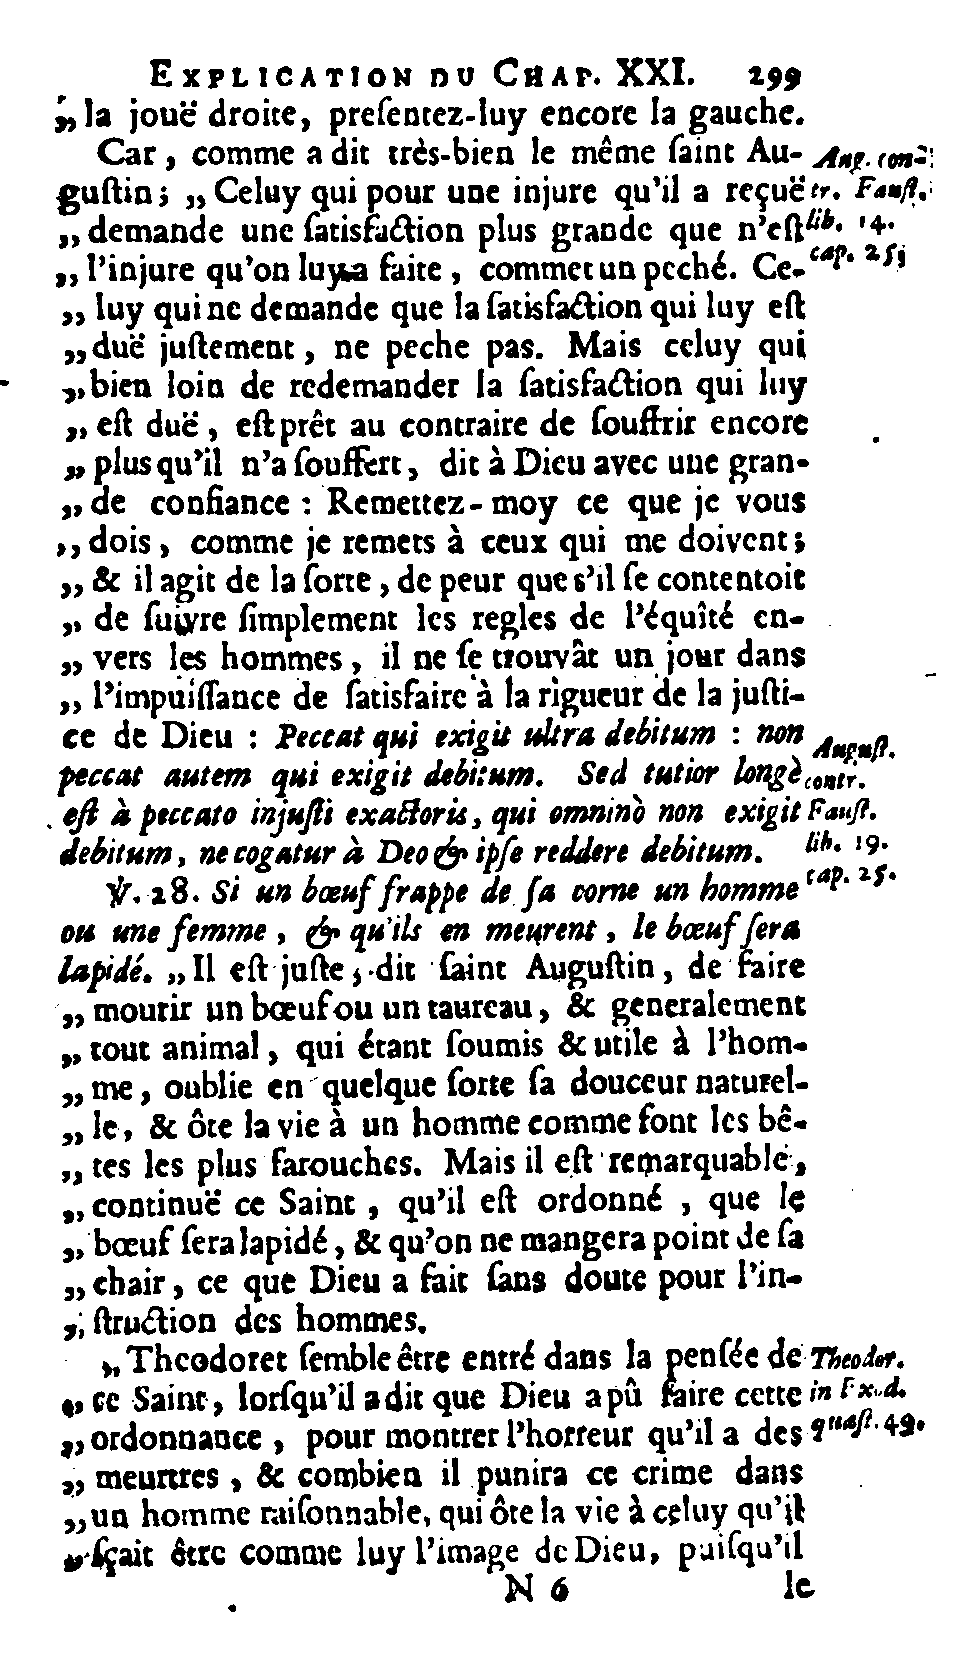 EXPLICATION DU CHAP. XXI. 299
„ la jouë droite, preſentez-luy encore la gauche.
Car, comme a dit très-bien le même ſaint Au-
guſtin; „ Celuy qui pour une injure qu'il a reçuë
„ demande une ſatisfaction plus grande que n'eſt
„ l'injure qu'on luy a faite, commet un peché. Ce-
„ luy qui ne demande que la ſatisfaction qui luy eſt
„ duë juſtement, ne peche pas. Mais celuy qui
„ bien loin de redemander la ſatisfaction qui luy
„ eſt duë, eſt prêt au contraire de ſouffrir encore
„ plus qu'il n'a ſouffert, dit à Dieu avec une gran-
„ de confiance : Remettez-moy ce que je vous
„ dois, comme je remets à ceux qui me doivent;
„ & il agit de la ſorte, de peur que s'il ſe contentoit
„ de ſuivre ſimplement les regles de l'équîté en-
„ vers les hommes, il ne ſe trouvât un jour dans
„ l'impuiſſance de ſatisfaire à la rigueur de la juſti-
ce de Dieu : Peccat qui exigit ultra debitum : non
peccat autem qui exigit debitum. Sed tutior longè
eſt à peccato injuſti exactoris, qui omnino non exigit
debitum, ne cogatur à Deo & ipſe reddere debitum.
℣. 28. Si un bœuf frappe de ſa corne un homme
ou une femme, & qu'ils en meurent, le bœuf ſera
lapidé. „ Il eſt juſte, dit ſaint Auguſtin, de faire
„ mourir un bœuf ou un taureau, & generalement
„ tout animal, qui étant ſoumis & utile à l'hom-
„ me, oublie en quelque ſorte ſa douceur naturel-
„ le, & ôte la vie à un homme comme font les bê-
„ tes les plus farouches. Mais il eſt remarquable,
„ continuë ce Saint, qu'il eſt ordonné, que le
„ bœuf ſera lapidé, & qu'on ne mangera point de ſa
„ chair, ce que Dieu a fait ſans doute pour l'in-
„ ſtruction des hommes.
„ Theodoret ſemble être entré dans la penſée de
„ ce Saint, lorſqu'il a dit que Dieu a pû faire cette
„ ordonnance, pour montrer l'horreur qu'il a des
„ meurtres, & combien il punira ce crime dans
„ un homme raiſonnable, qui ôte la vie à celuy qu'il
„ ſçait être comme luy l'image de Dieu, puiſqu'il
N 6 le
Aug. con-
tr. Fauſt.
lib. 14.
cap. 25.
Auguſt.
contr.
Fauſt.
lib. 19.
cap. 25.
Theodor.
in Exod.
quæſt. 49.